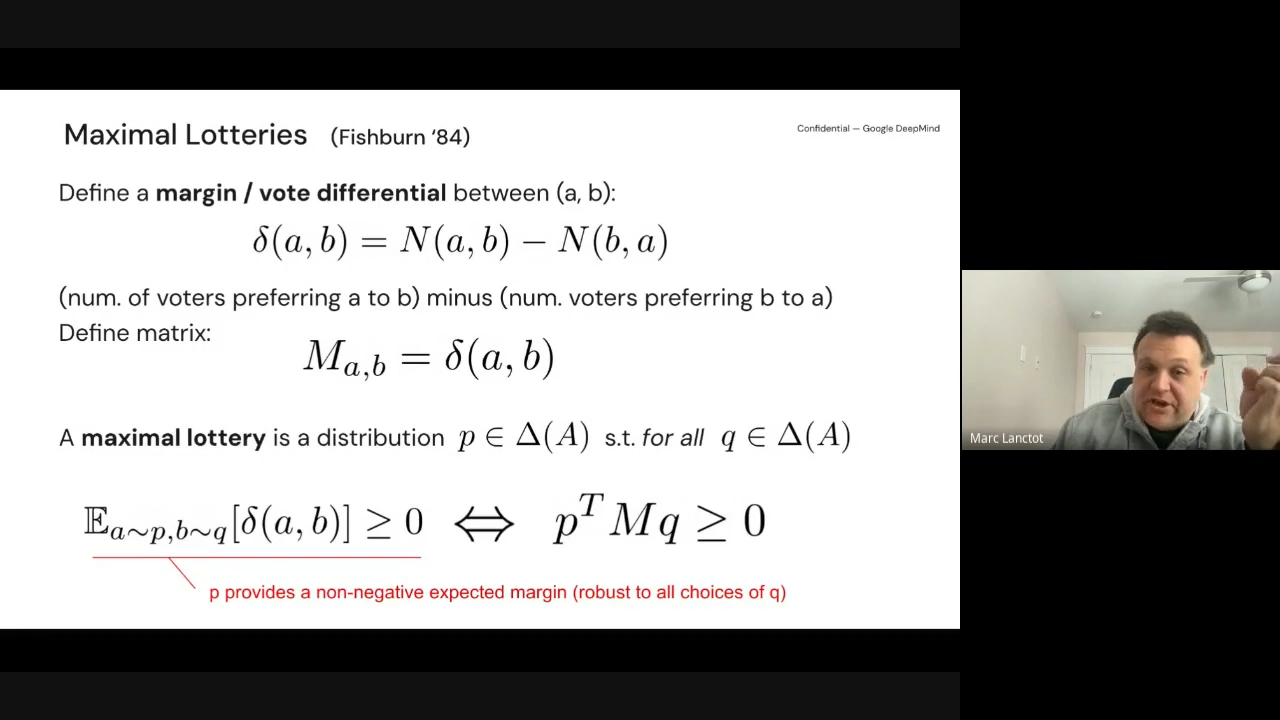 Maximal Lotteries (Fishburn ’84)
Confidential — Google DeepMind
Define a margin / vote differential between (a, b):
δ(a, b) = N(a, b) − N(b, a)
(num. of voters preferring a to b) minus (num. voters preferring b to a)
Define matrix:
M_{a,b} = δ(a, b)
A maximal lottery is a distribution p ∈ Δ(A) s.t. for all q ∈ Δ(A)
𝔼_{a∼p,b∼q}[δ(a, b)] ≥ 0 ⟺ p^T Mq ≥ 0
p provides a non-negative expected margin (robust to all choices of q)
Marc Lanctot